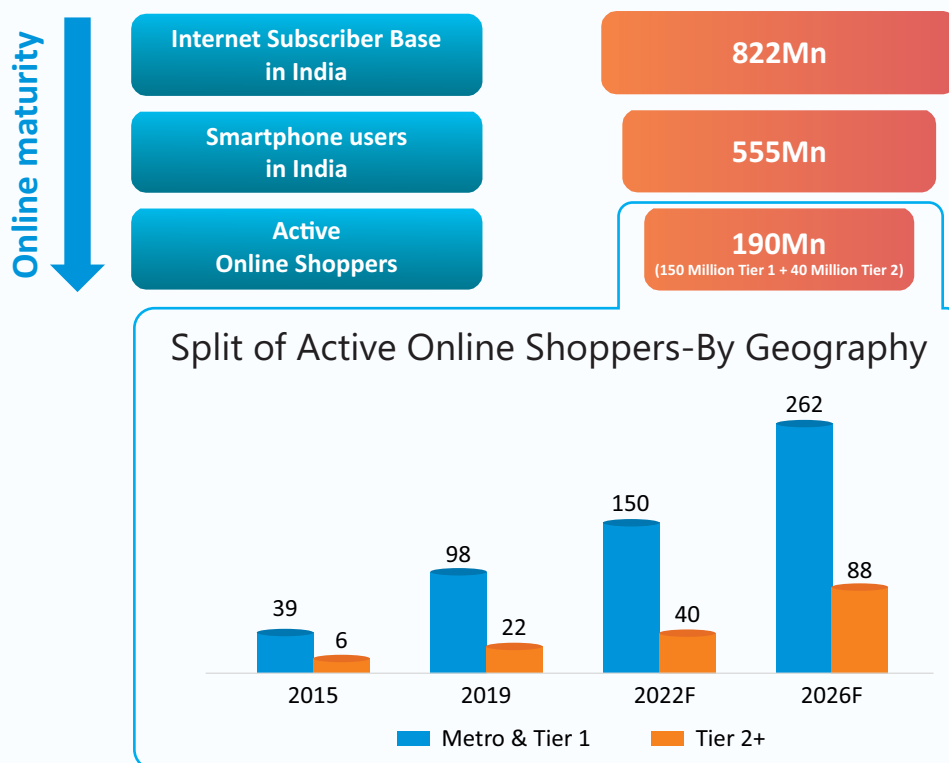 Online maturity
Internet Subscriber Base
in India
822Mn
Smartphone users
in India
555Mn
Active
Online Shoppers
190Mn
(150 Million Tier 1 + 40 Million Tier 2)
Split of Active Online Shoppers-By Geography
39
6
98
22
150
40
262
88
2015
2019
2022F
2026F
Metro & Tier 1
Tier 2+